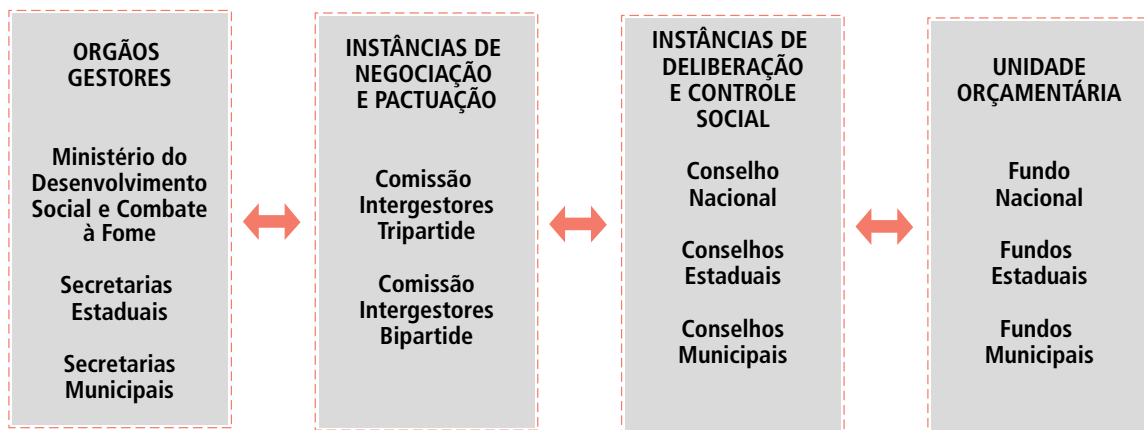 ORGÃOS
GESTORES
Ministério do
Desenvolvimento
Social e Combate
à Fome
Secretarias
Estaduais
Secretarias
Municipais
INSTÂNCIAS DE
NEGOCIAÇÃO
E PACTUAÇÃO
Comissão
Intergestores
Tripartide
Comissão
Intergestores
Bipartide
INSTÂNCIAS DE
DELIBERAÇÃO
E CONTROLE
SOCIAL
Conselho
Nacional
Conselhos
Estaduais
Conselhos
Municipais
UNIDADE
ORÇAMENTÁRIA
Fundo
Nacional
Fundos
Estaduais
Fundos
Municipais